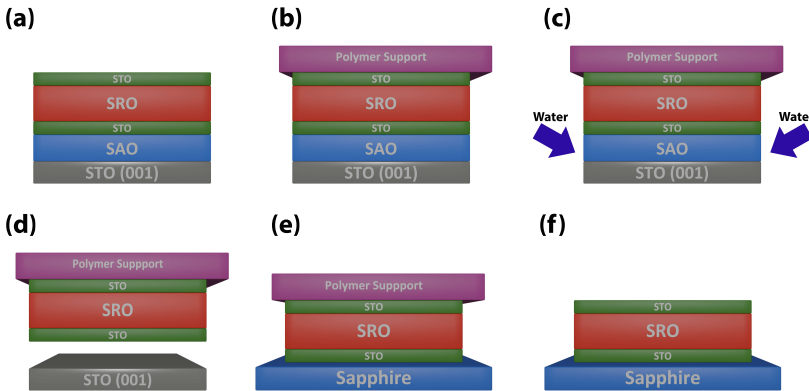 (a)
STO
SRO
STO
SAO
STO (001)
(b)
Polymer Support
STO
SRO
STO
SAO
STO (001)
(c)
Polymer Support
STO
SRO
STO
Water
Wate
SAO
STO (001)
(d)
Polymer Suppport
STO
SRO
STO
STO (001)
(e)
Polymer Suppport
STO
SRO
STO
Sapphire
(f)
STO
SRO
STO
Sapphire